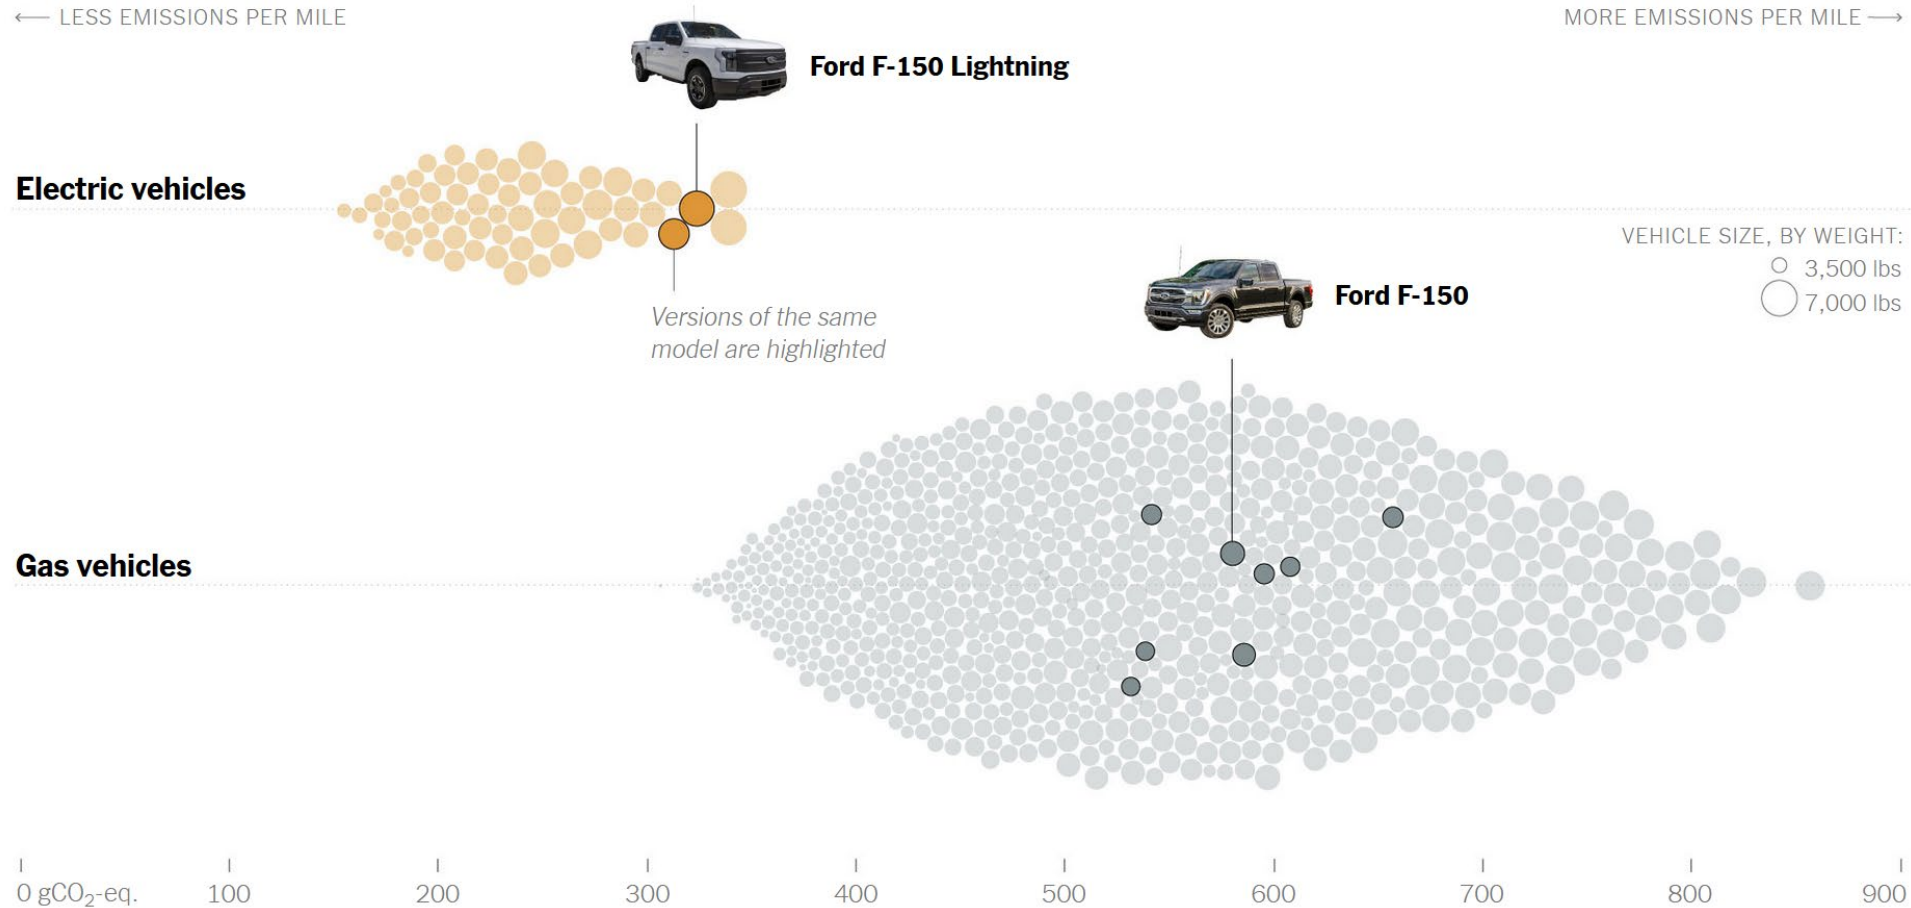 ← LESS EMISSIONS PER MILE
MORE EMISSIONS PER MILE →
Ford F-150 Lightning
Electric vehicles
VEHICLE SIZE, BY WEIGHT:
3,500 lbs
7,000 lbs
Ford F-150
Versions of the same
model are highlighted
Gas vehicles
0 gCO₂-eq. 100 200 300 400 500 600 700 800 900